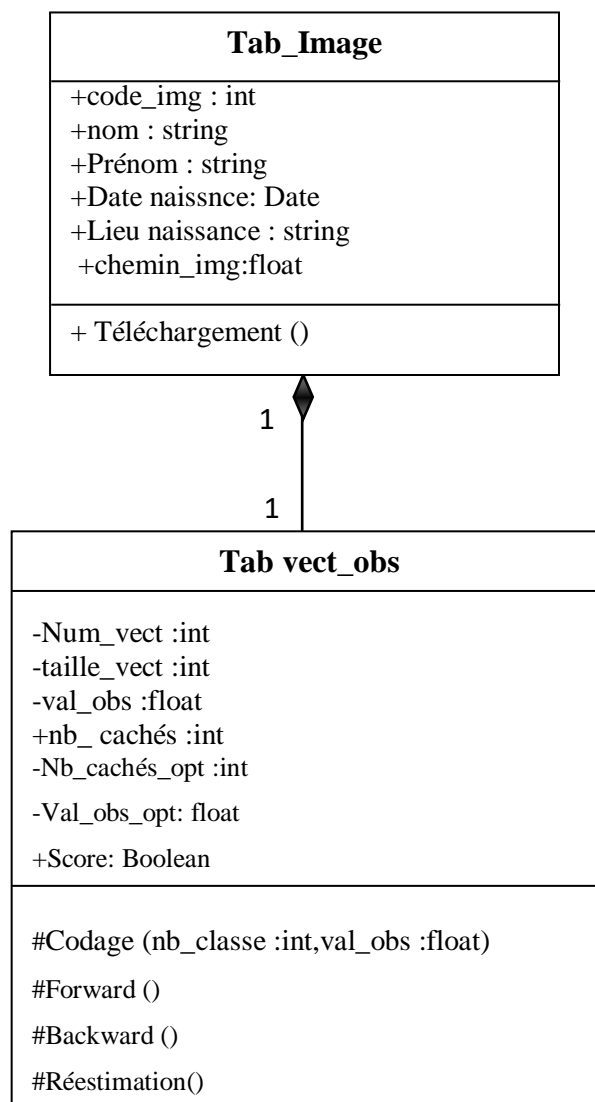 Tab_Image
+code_img : int
+nom : string
+Prénom : string
+Date naissnce: Date
+Lieu naissance : string
+chemin_img:float
+ Téléchargement ()
1
1
Tab vect_obs
-Num_vect :int
-taille_vect :int
-val_obs :float
+nb_ cachés :int
-Nb_cachés_opt :int
-Val_obs_opt: float
+Score: Boolean
#Codage (nb_classe :int,val_obs :float)
#Forward ()
#Backward ()
#Réestimation()